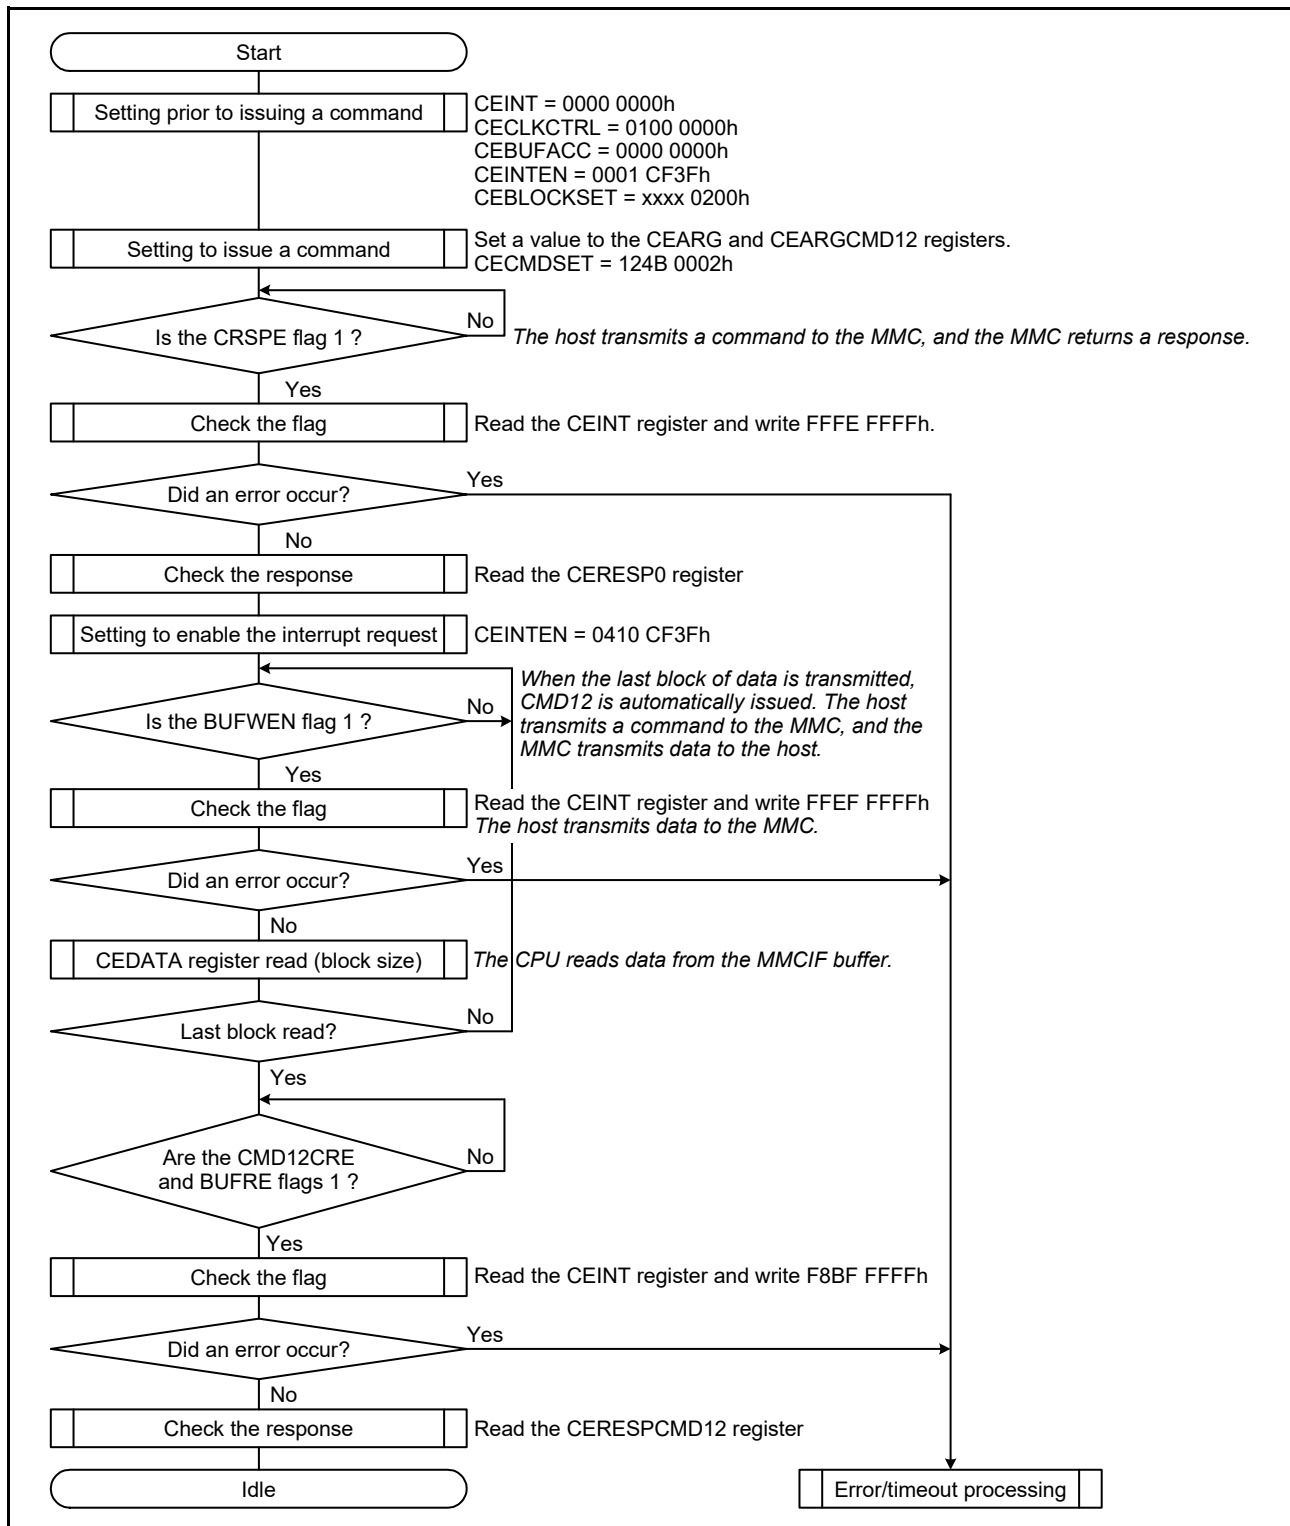 Start
Setting prior to issuing a command
CEINT = 0000 0000h
CECLKCTRL = 0100 0000h
CEBUFACC = 0000 0000h
CEINTEN = 0001 CF3Fh
CEBLOCKSET = xxxx 0200h
Setting to issue a command
Set a value to the CEARG and CEARGCMD12 registers.
CECMDSET = 124B 0002h
Is the CRSPE flag 1 ?
No
The host transmits a command to the MMC, and the MMC returns a response.
Yes
Check the flag
Read the CEINT register and write FFFE FFFFh.
Did an error occur?
Yes
No
Check the response
Read the CERESP0 register
Setting to enable the interrupt request
CEINTEN = 0410 CF3Fh
When the last block of data is transmitted,
CMD12 is automatically issued. The host
transmits a command to the MMC, and the
MMC transmits data to the host.
Is the BUFWEN flag 1 ?
No
Yes
Check the flag
Read the CEINT register and write FFEF FFFFh
The host transmits data to the MMC.
Did an error occur?
Yes
No
CEDATA register read (block size)
The CPU reads data from the MMCIF buffer.
Last block read?
No
Yes
Are the CMD12CRE
and BUFRE flags 1 ?
No
Yes
Check the flag
Read the CEINT register and write F8BF FFFFh
Did an error occur?
Yes
No
Check the response
Read the CERESPCMD12 register
Idle
Error/timeout processing